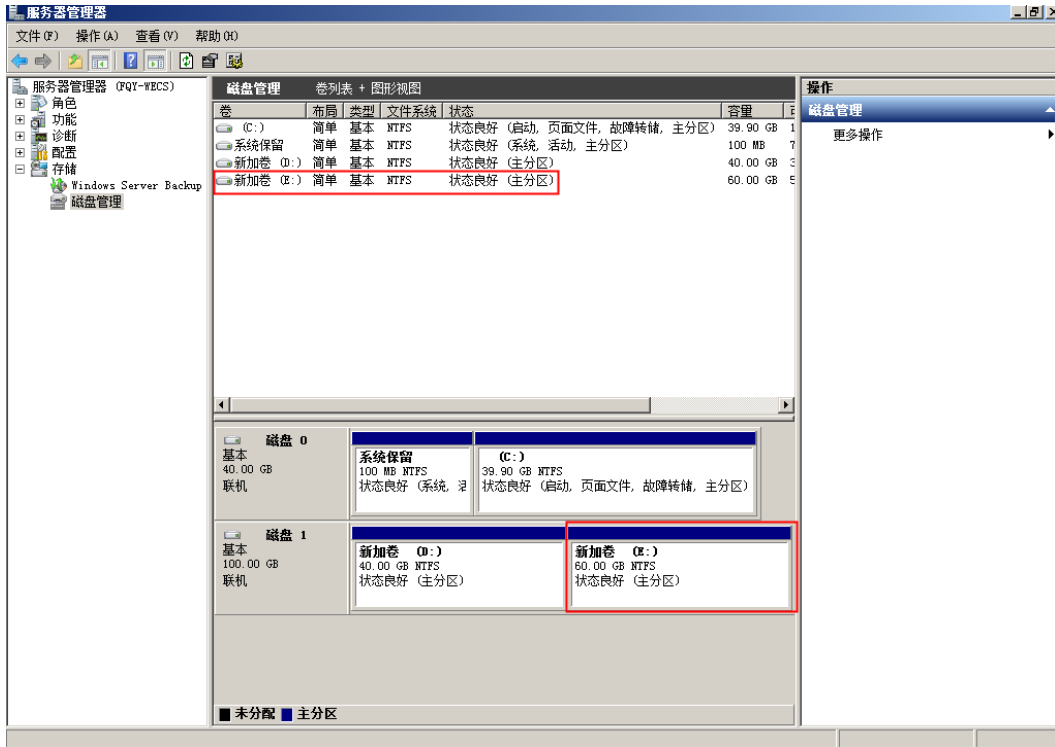 服务器管理器
文件(F) 操作(A) 查看(V) 帮助(H)
服务器管理器 (FQY-WECS)
角色
功能
诊断
配置
存储
Windows Server Backup
磁盘管理
磁盘管理 卷列表 + 图形视图
卷 布局 类型 文件系统 状态 容量
(C:) 简单 基本 NTFS 状态良好 (启动, 页面文件, 故障转储, 主分区) 39.90 GB 1
系统保留 简单 基本 NTFS 状态良好 (系统, 活动, 主分区) 100 MB 7
新加卷 (D:) 简单 基本 NTFS 状态良好 (主分区) 40.00 GB 3
新加卷 (E:) 简单 基本 NTFS 状态良好 (主分区) 60.00 GB 5
磁盘 0
基本
40.00 GB
联机
系统保留
100 MB NTFS
状态良好 (系统,
(C:)
39.90 GB NTFS
状态良好 (启动, 页面文件, 故障转储, 主分区)
磁盘 1
基本
100.00 GB
联机
新加卷 (D:)
40.00 GB NTFS
状态良好 (主分区)
新加卷 (E:)
60.00 GB NTFS
状态良好 (主分区)
未分配 主分区
操作
磁盘管理
更多操作